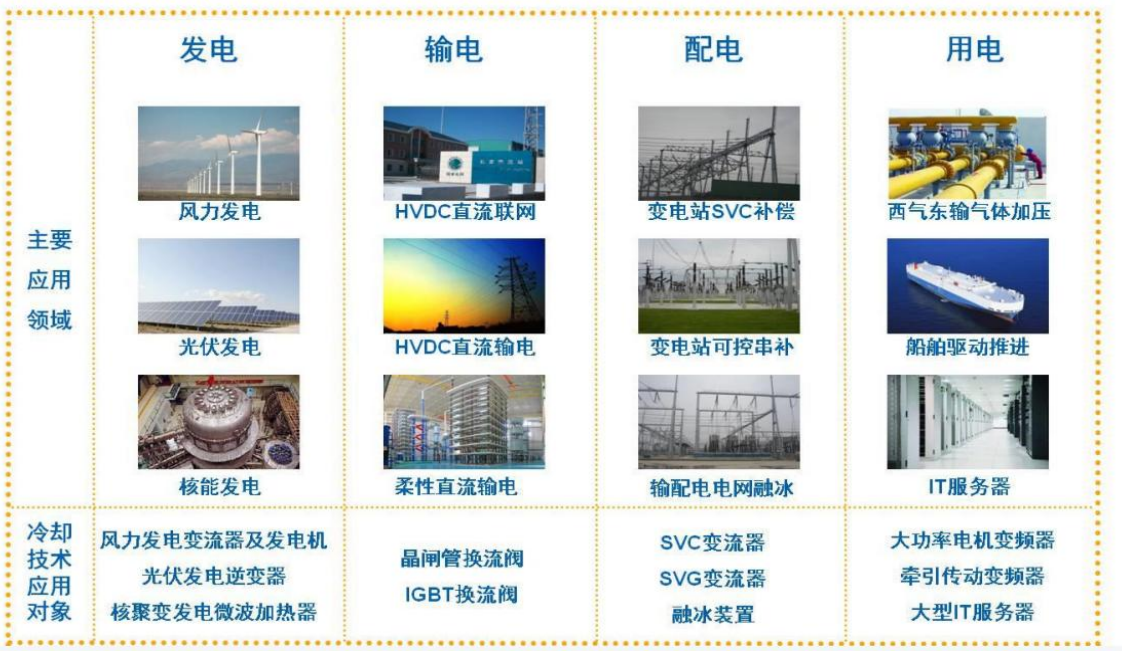 发电
输电
配电
用电
主要
应用
领域
风力发电
HVDC直流联网
变电站SVC补偿
西气东输气体加压
光伏发电
HVDC直流输电
变电站可控串补
船舶驱动推进
核能发电
柔性直流输电
输配电电网融冰
IT服务器
冷却
技术
应用
对象
风力发电变流器及发电机
光伏发电逆变器
核聚变发电微波加热器
晶闸管换流阀
IGBT换流阀
SVC变流器
SVG变流器
融冰装置
大功率电机变频器
牵引传动变频器
大型IT服务器